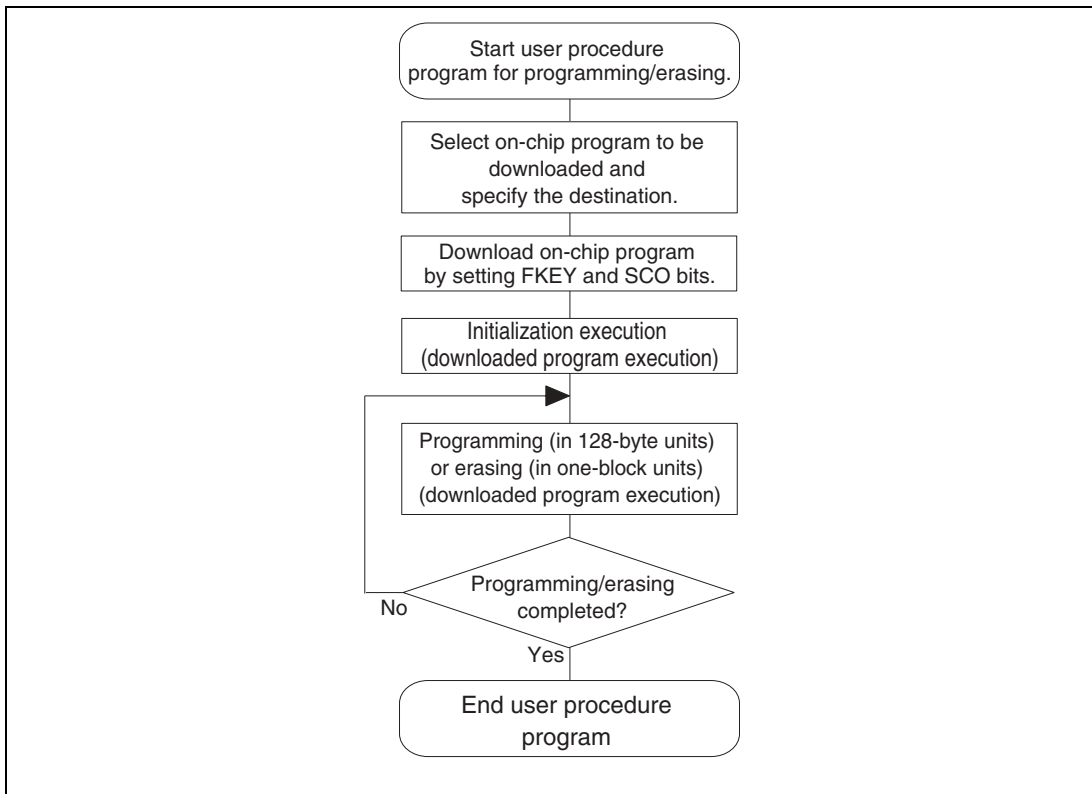 Start user procedure
program for programming/erasing.
Select on-chip program to be
downloaded and
specify the destination.
Download on-chip program
by setting FKEY and SCO bits.
Initialization execution
(downloaded program execution)
Programming (in 128-byte units)
or erasing (in one-block units)
(downloaded program execution)
Programming/erasing
completed?
No
Yes
End user procedure
program